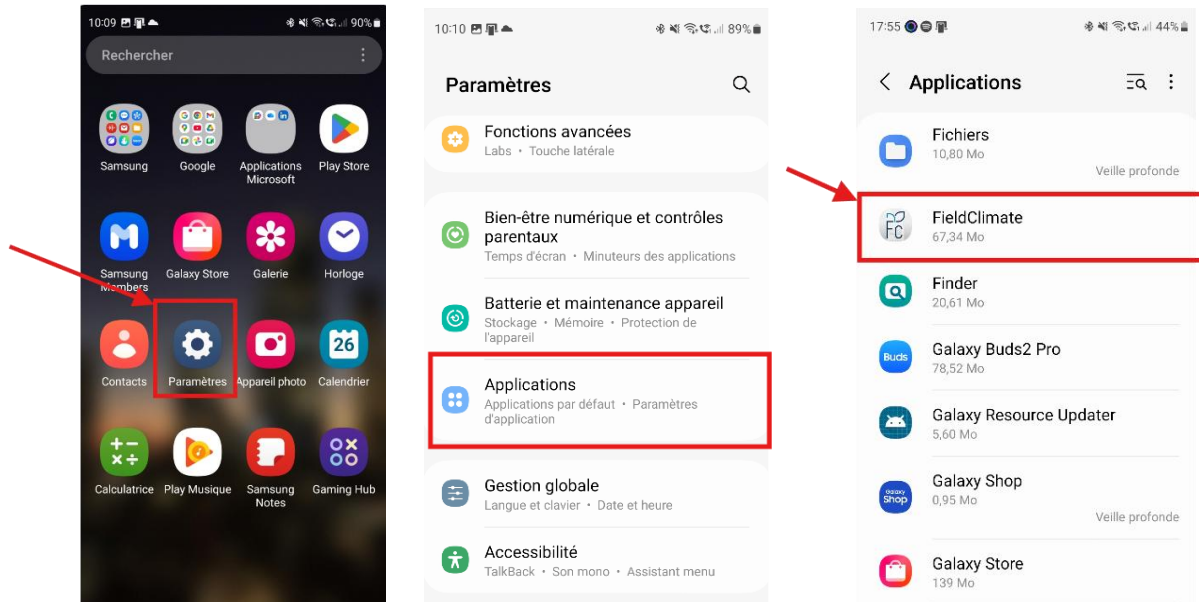 10:09
90%
Rechercher
Samsung
Google
Applications
Microsoft
Play Store
Samsung
Members
Galaxy Store
Galerie
Horloge
Contacts
Paramètres
Appareil photo
26
Calendrier
Calculatrice
Play Musique
Samsung
Notes
Gaming Hub
10:10
89%
Paramètres
Fonctions avancées
Labs • Touche latérale
Bien-être numérique et contrôles
parentaux
Temps d'écran • Minuteurs des applications
Batterie et maintenance appareil
Stockage • Mémoire • Protection de
l'appareil
Applications
Applications par défaut • Paramètres
d'application
Gestion globale
Langue et clavier • Date et heure
Accessibilité
TalkBack • Son mono • Assistant menu
17:55
44%
Applications
Fichiers
10,80 Mo
Veille profonde
FC
FieldClimate
67,34 Mo
Finder
20,61 Mo
Buds
Galaxy Buds2 Pro
78,52 Mo
Galaxy Resource Updater
5,60 Mo
Galaxy
Shop
Galaxy Shop
0,95 Mo
Veille profonde
Galaxy Store
139 Mo